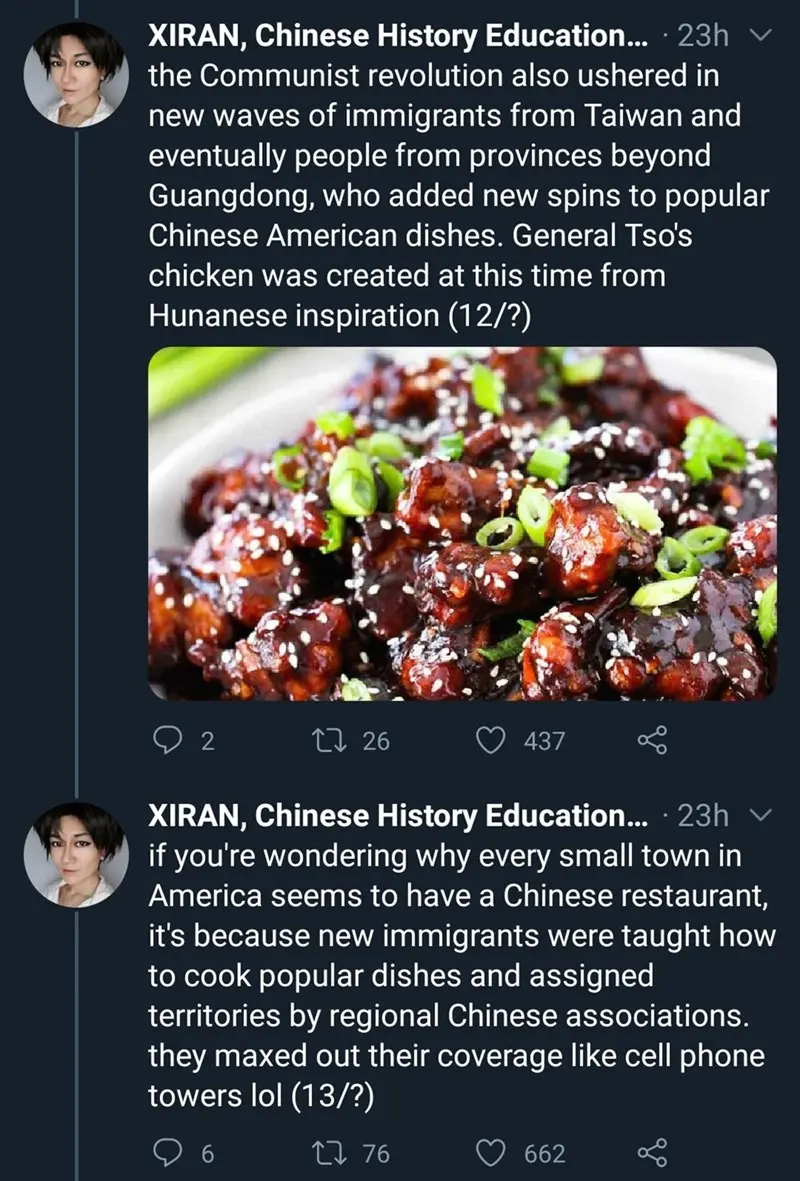 XIRAN, Chinese History Education... · 23h
the Communist revolution also ushered in
new waves of immigrants from Taiwan and
eventually people from provinces beyond
Guangdong, who added new spins to popular
Chinese American dishes. General Tso's
chicken was created at this time from
Hunanese inspiration (12/?)
2 26 437
XIRAN, Chinese History Education... · 23h
if you're wondering why every small town in
America seems to have a Chinese restaurant,
it's because new immigrants were taught how
to cook popular dishes and assigned
territories by regional Chinese associations.
they maxed out their coverage like cell phone
towers lol (13/?)
6 76 662